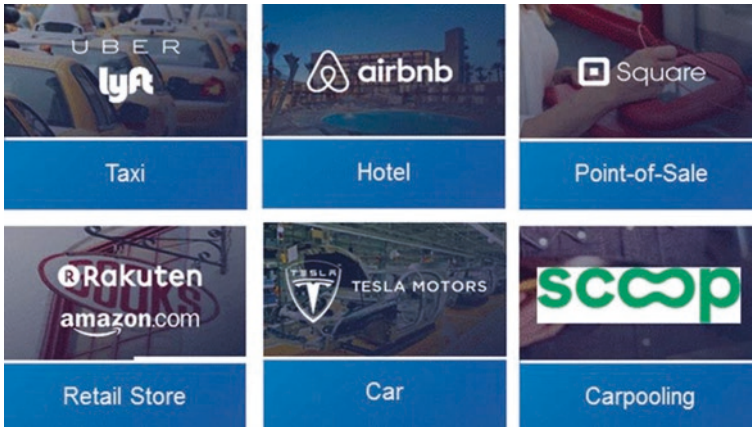 UBER
lyft
airbnb
Square
Taxi
Hotel
Point-of-Sale
Rakuten
amazon.com
TESLA
TESLA MOTORS
scoop
Retail Store
Car
Carpooling